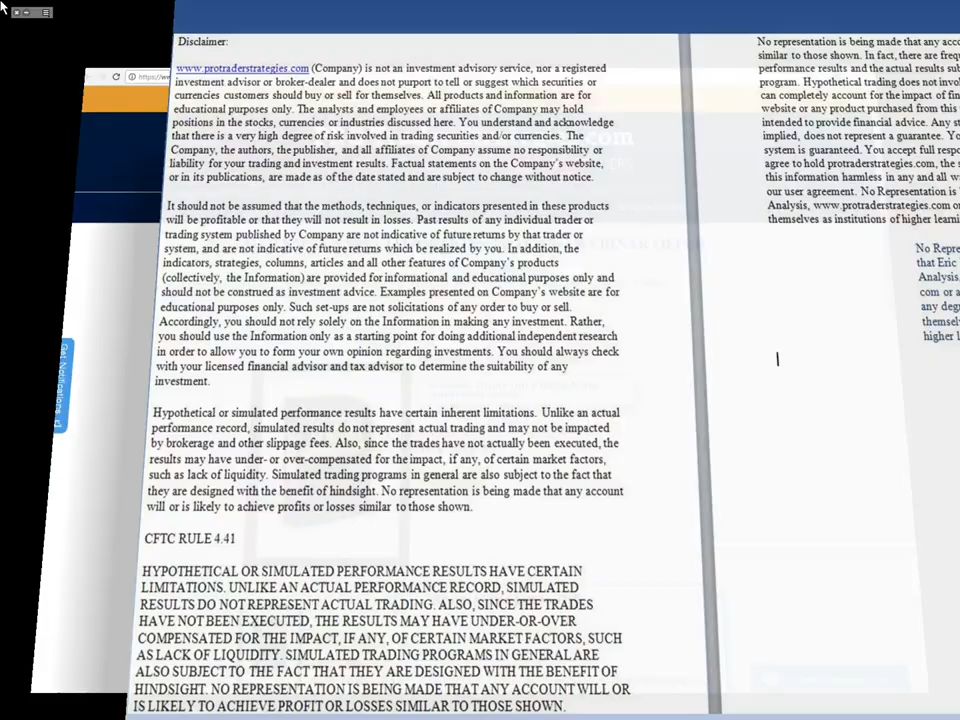 https://we
Disclaimer:
www.protraderstrategies.com (Company) is not an investment advisory service, nor a registered
investment advisor or broker-dealer and does not purport to tell or suggest which securities or
currencies customers should buy or sell for themselves. All products and information are for
educational purposes only. The analysts and employees or affiliates of Company may hold
positions in the stocks, currencies or industries discussed here. You understand and acknowledge
that there is a very high degree of risk involved in trading securities and/or currencies. The
Company, the authors, the publisher, and all affiliates of Company assume no responsibility or
liability for your trading and investment results. Factual statements on the Company's website,
or in its publications, are made as of the date stated and are subject to change without notice.
It should not be assumed that the methods, techniques, or indicators presented in these products
will be profitable or that they will not result in losses. Past results of any individual trader or
trading system published by Company are not indicative of future returns by that trader or
system, and are not indicative of future returns which be realized by you. In addition, the
indicators, strategies, columns, articles and all other features of Company's products
(collectively, the Information) are provided for informational and educational purposes only and
should not be construed as investment advice. Examples presented on Company's website are for
educational purposes only. Such set-ups are not solicitations of any order to buy or sell.
Accordingly, you should not rely solely on the Information in making any investment. Rather,
you should use the Information only as a starting point for doing additional independent research
in order to allow you to form your own opinion regarding investments. You should always check
with your licensed financial advisor and tax advisor to determine the suitability of any
investment.
Hypothetical or simulated performance results have certain inherent limitations. Unlike an actual
performance record, simulated results do not represent actual trading and may not be impacted
by brokerage and other slippage fees. Also, since the trades have not actually been executed, the
results may have under- or over-compensated for the impact, if any, of certain market factors,
such as lack of liquidity. Simulated trading programs in general are also subject to the fact that
they are designed with the benefit of hindsight. No representation is being made that any account
will or is likely to achieve profits or losses similar to those shown.
CFTC RULE 4.41
HYPOTHETICAL OR SIMULATED PERFORMANCE RESULTS HAVE CERTAIN
LIMITATIONS. UNLIKE AN ACTUAL PERFORMANCE RECORD, SIMULATED
RESULTS DO NOT REPRESENT ACTUAL TRADING. ALSO, SINCE THE TRADES
HAVE NOT BEEN EXECUTED, THE RESULTS MAY HAVE UNDER-OR-OVER
COMPENSATED FOR THE IMPACT, IF ANY, OF CERTAIN MARKET FACTORS, SUCH
AS LACK OF LIQUIDITY. SIMULATED TRADING PROGRAMS IN GENERAL ARE
ALSO SUBJECT TO THE FACT THAT THEY ARE DESIGNED WITH THE BENEFIT OF
HINDSIGHT. NO REPRESENTATION IS BEING MADE THAT ANY ACCOUNT WILL OR
IS LIKELY TO ACHIEVE PROFIT OR LOSSES SIMILAR TO THOSE SHOWN.
No representation is being made that any acco
similar to those shown. In fact, there are freq
performance results and the actual results sub
program. Hypothetical trading does not invol
can completely account for the impact of fin
website or any product purchased from this
intended to provide financial advice. Any st
implied, does not represent a guarantee. Yo
system is guaranteed. You accept full respo
agree to hold protraderstrategies.com, the s
this information harmless in any and all w
our user agreement. No Representation is
Analysis, www.protraderstrategies.com or
themselves as institutions of higher learni
No Repre
that Eric
Analysis,
com or a
any degr
themsel
higher l
Get Notifications